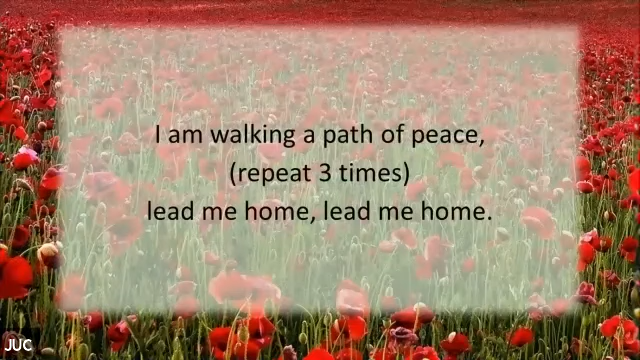 I am walking a path of peace,
(repeat 3 times)
lead me home, lead me home.
JUC